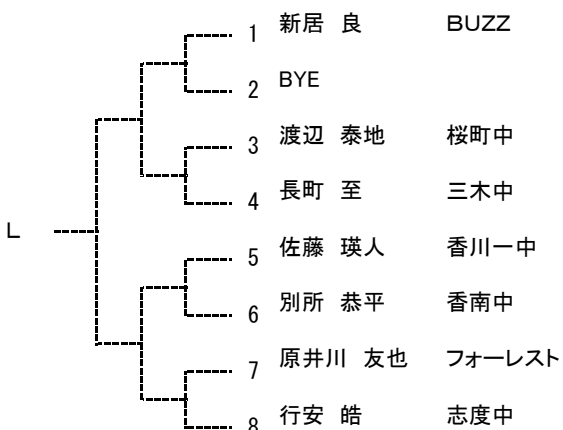 1 新居 良 BUZZ
2 BYE
3 渡辺 泰地 桜町中
4 長町 至 三木中
L
5 佐藤 瑛人 香川一中
6 別所 恭平 香南中
7 原井川 友也 フォーレスト
8 行安 皓 志度中